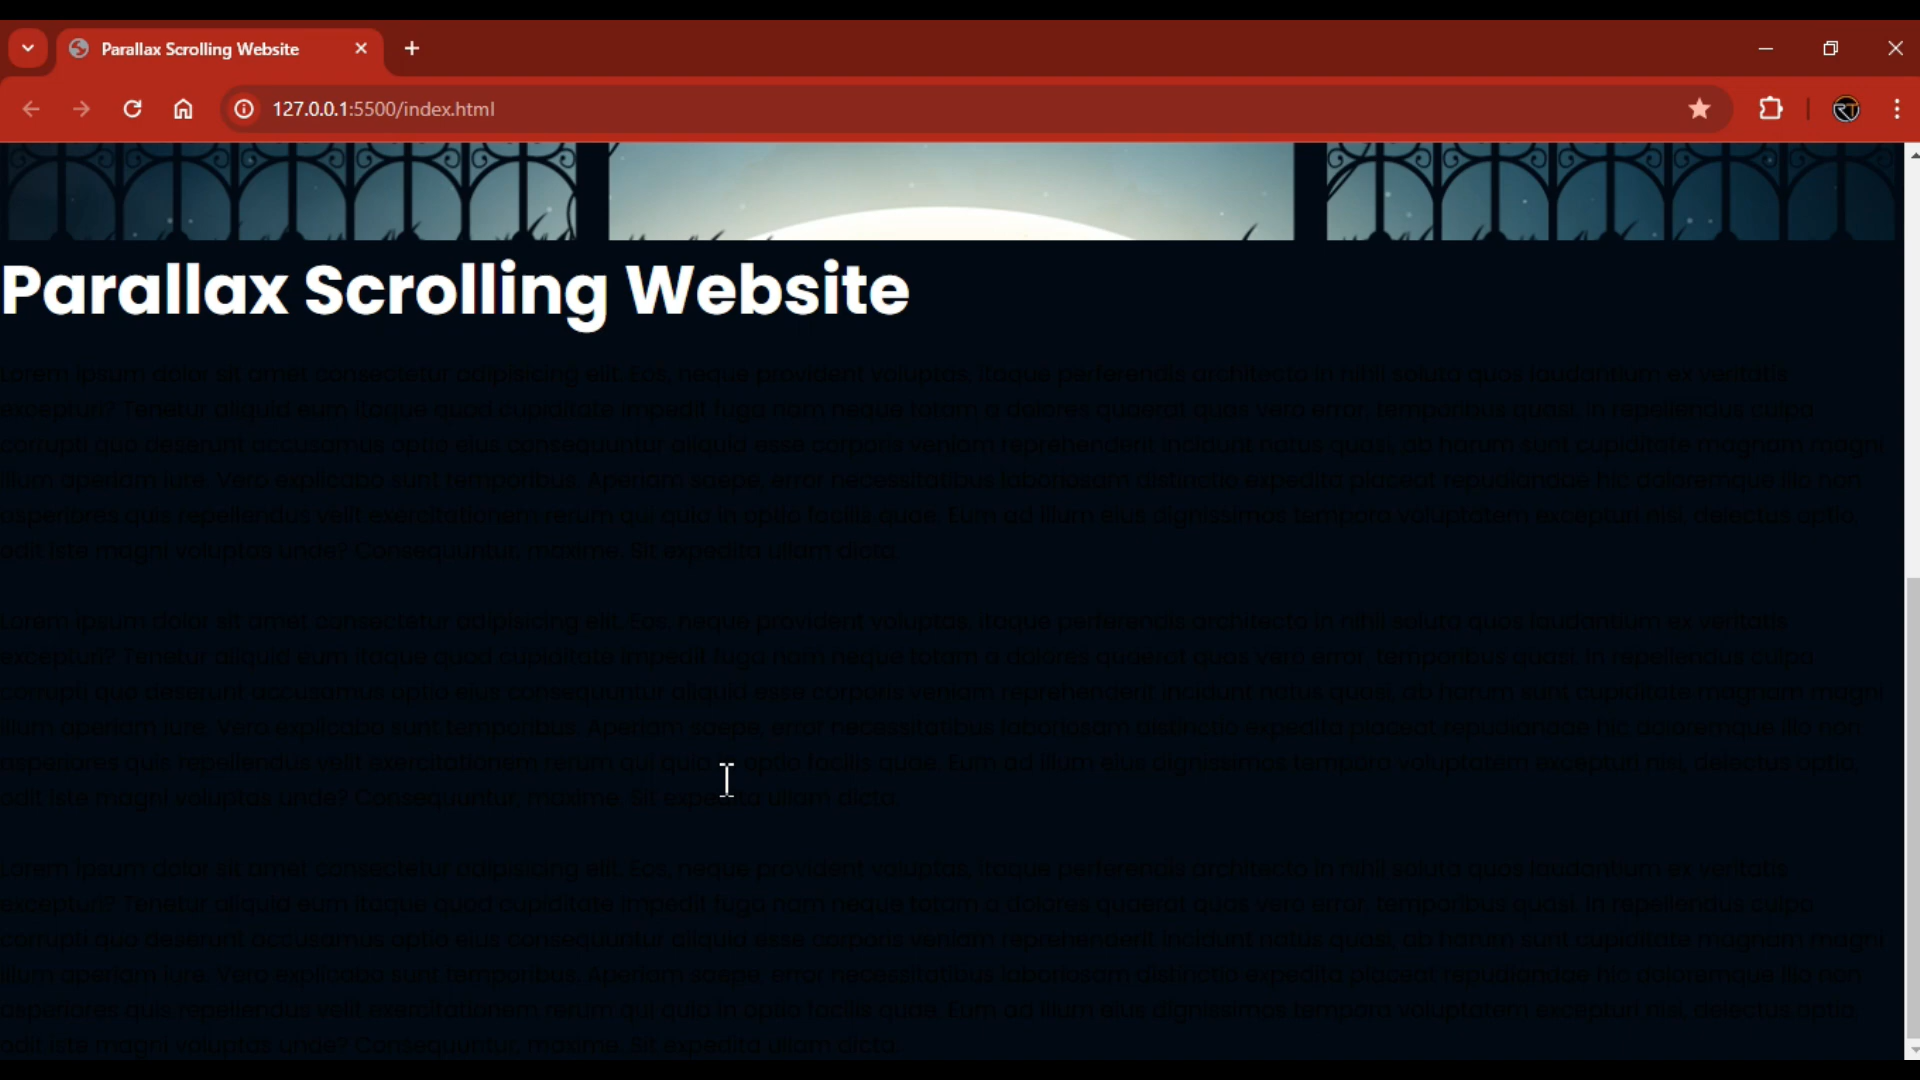 Parallax Scrolling Website
127.0.0.1:5500/index.html
Parallax Scrolling Website
Lorem ipsum dolor sit amet consectetur adipisicing elit. Eos, neque provident voluptas, itaque perferendis architecto in nihil soluta quos laudantium ex veritatis
excepturi? Tenetur aliquid eum itaque quod cupiditate impedit fuga nam neque totam a dolores quaerat quos vero error, temporibus quasi. In repellendus culpa
corrupti quo deserunt accusamus optio eius consequuntur aliquid esse corporis veniam reprehenderit incidunt natus quasi, ab harum sunt cupiditate magnam magni
illum aperiam iure. Vero explicabo sunt temporibus. Aperiam saepe, error necessitatibus laboriosam distinctio expedita placeat repudiandae hic doloremque illo non
asperiores quis repellendus velit exercitationem rerum qui quia in optio facilis quae. Eum ad illum eius dignissimos tempora voluptatem excepturi nisi, delectus optio,
odit iste magni voluptas unde? Consequuntur, maxime. Sit expedita ullam dicta.
Lorem ipsum dolor sit amet consectetur adipisicing elit. Eos, neque provident voluptas, itaque perferendis architecto in nihil soluta quos laudantium ex veritatis
excepturi? Tenetur aliquid eum itaque quod cupiditate impedit fuga nam neque totam a dolores quaerat quos vero error, temporibus quasi. In repellendus culpa
corrupti quo deserunt accusamus optio eius consequuntur aliquid esse corporis veniam reprehenderit incidunt natus quasi, ab harum sunt cupiditate magnam magni
illum aperiam iure. Vero explicabo sunt temporibus. Aperiam saepe, error necessitatibus laboriosam distinctio expedita placeat repudiandae hic doloremque illo non
asperiores quis repellendus velit exercitationem rerum qui quia in optio facilis quae. Eum ad illum eius dignissimos tempora voluptatem excepturi nisi, delectus optio,
odit iste magni voluptas unde? Consequuntur, maxime. Sit expedita ullam dicta.
Lorem ipsum dolor sit amet consectetur adipisicing elit. Eos, neque provident voluptas, itaque perferendis architecto in nihil soluta quos laudantium ex veritatis
excepturi? Tenetur aliquid eum itaque quod cupiditate impedit fuga nam neque totam a dolores quaerat quos vero error, temporibus quasi. In repellendus culpa
corrupti quo deserunt accusamus optio eius consequuntur aliquid esse corporis veniam reprehenderit incidunt natus quasi, ab harum sunt cupiditate magnam magni
illum aperiam iure. Vero explicabo sunt temporibus. Aperiam saepe, error necessitatibus laboriosam distinctio expedita placeat repudiandae hic doloremque illo non
asperiores quis repellendus velit exercitationem rerum qui quia in optio facilis quae. Eum ad illum eius dignissimos tempora voluptatem excepturi nisi, delectus optio,
odit iste magni voluptas unde? Consequuntur, maxime. Sit expedita ullam dicta.